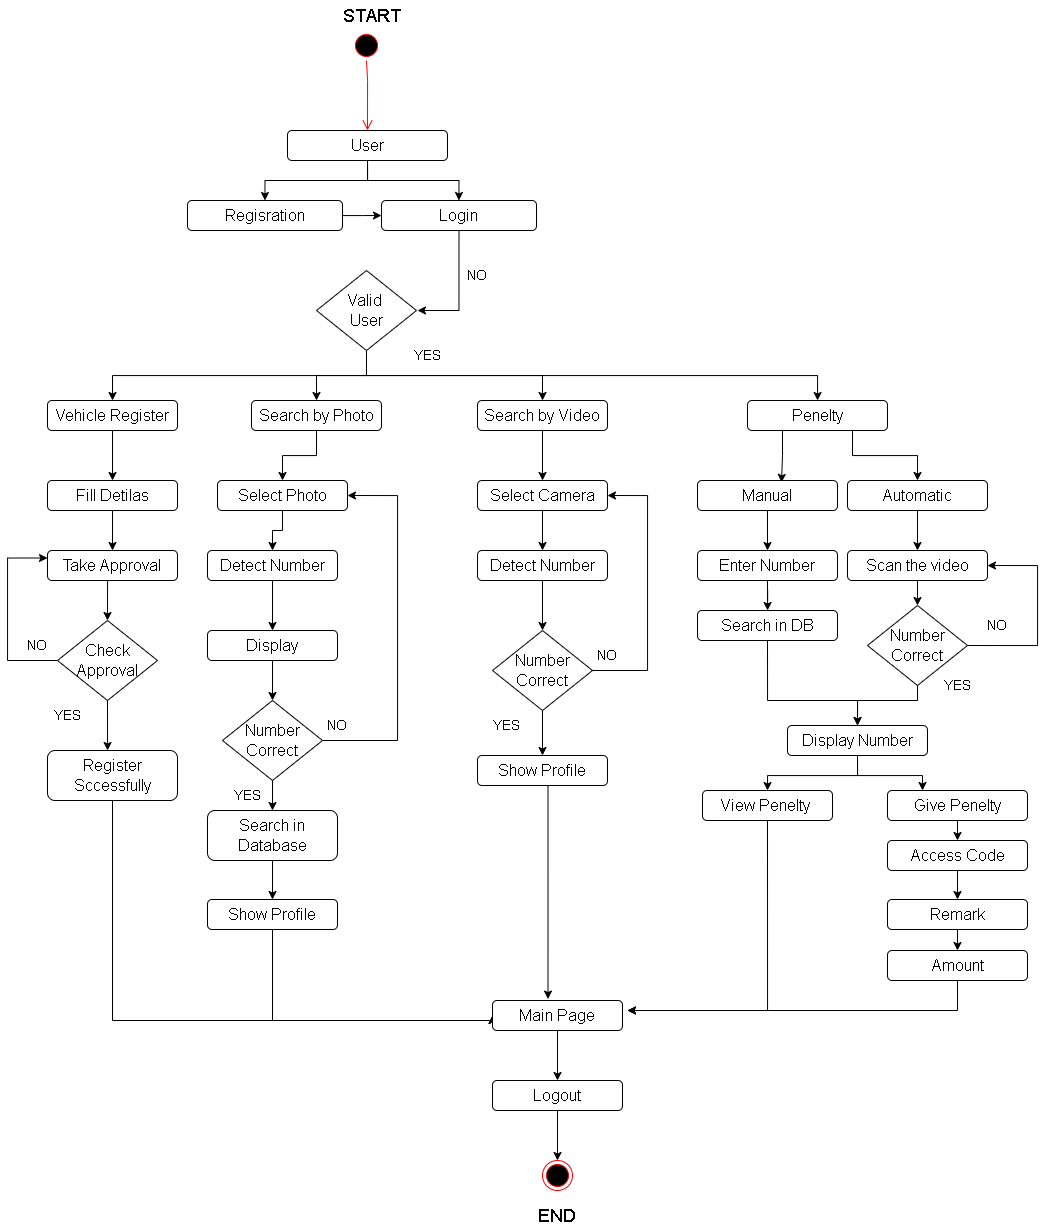 START
User
Regisration
Login
NO
Valid
User
YES
Vehicle Register
Search by Photo
Search by Video
Penelty
Fill Detilas
Select Photo
Select Camera
Manual
Automatic
Take Approval
Detect Number
Detect Number
Enter Number
Scan the video
NO
Check
Approval
Display
Number
Correct
NO
Search in DB
Number
Correct
NO
YES
YES
Number
Correct
NO
YES
YES
Display Number
Register
Sccessfully
Show Profile
View Penelty
Give Penelty
Search in
Database
Access Code
Show Profile
Remark
Amount
Main Page
Logout
END